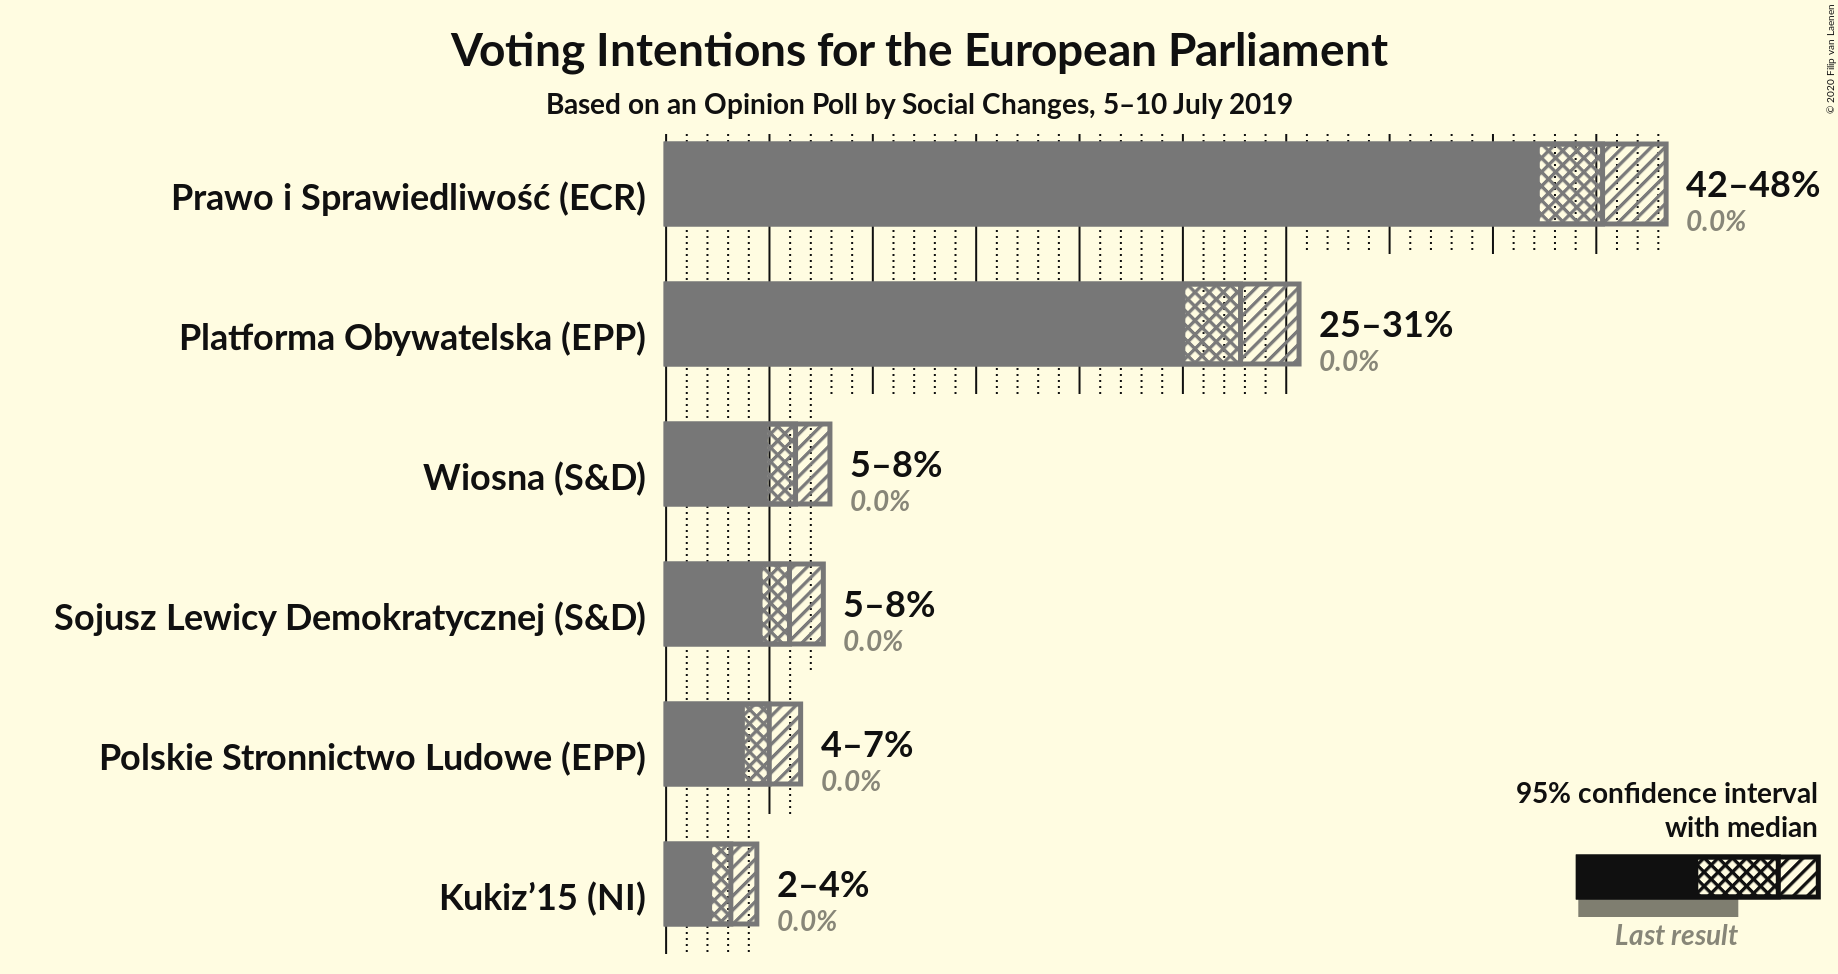 Voting Intentions for the European Parliament
Based on an Opinion Poll by Social Changes, 5–10 July 2019
© 2020 Filip van Laenen
Prawo i Sprawiedliwość (ECR)
42–48%
0.0%
Platforma Obywatelska (EPP)
25–31%
0.0%
Wiosna (S&D)
5–8%
0.0%
Sojusz Lewicy Demokratycznej (S&D)
5–8%
0.0%
Polskie Stronnictwo Ludowe (EPP)
4–7%
0.0%
Kukiz’15 (NI)
2–4%
0.0%
95% confidence interval
with median
Last result